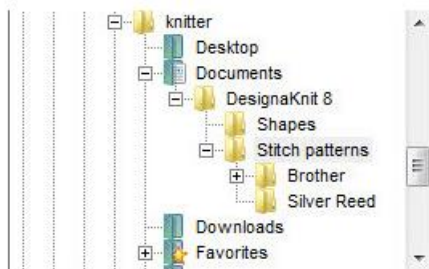 knitter
Desktop
Documents
DesignaKnit 8
Shapes
Stitch patterns
Brother
Silver Reed
Downloads
Favorites